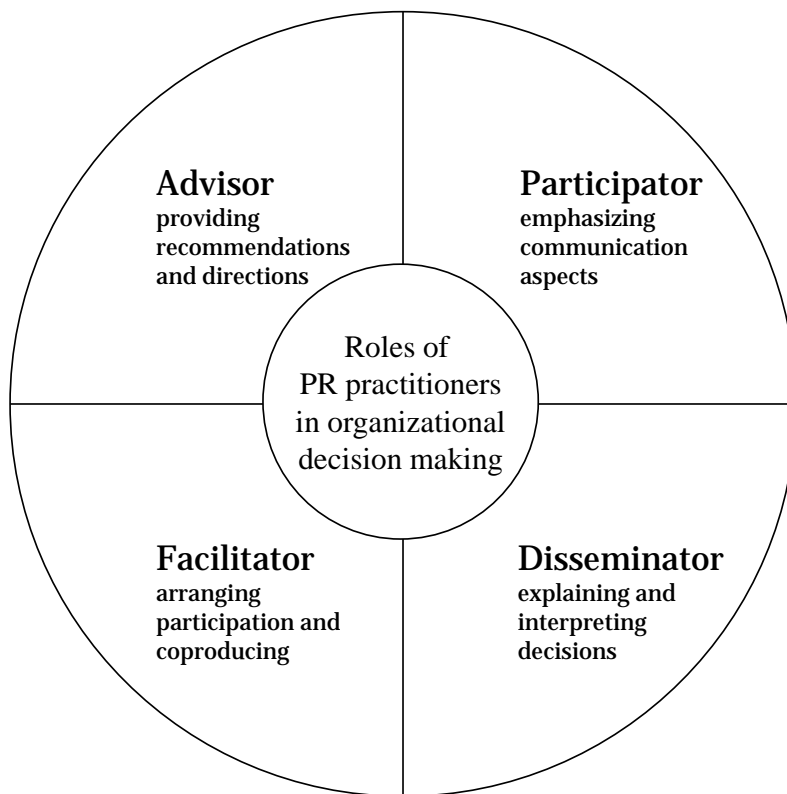 Advisor
providing
recommendations
and directions
Participator
emphasizing
communication
aspects
Roles of
PR practitioners
in organizational
decision making
Facilitator
arranging
participation and
coproducing
Disseminator
explaining and
interpreting
decisions